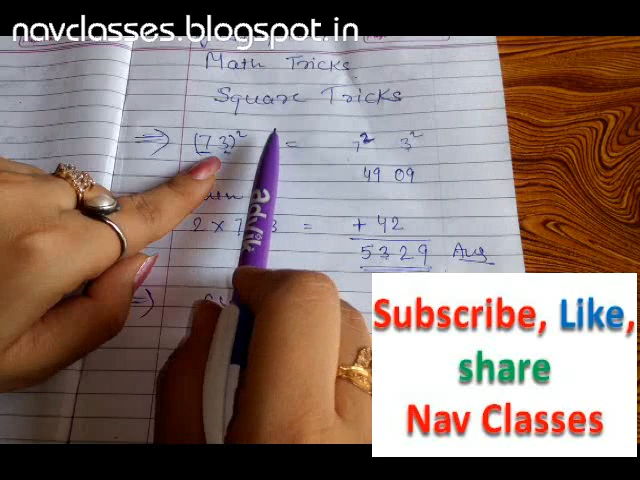 navclasses.blogspot.in
Math Tricks
Square Tricks
⇒ (73)² = 7² 3²
49 09
2 × 7 3 = + 42
5329 Ans
⇒
Subscribe, Like,
share
Nav Classes